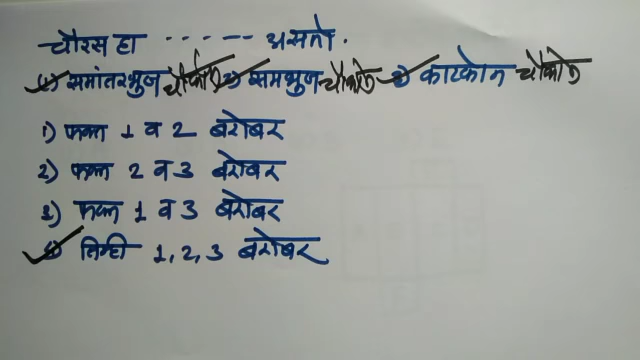 चौरस हा ...... असतो.
1) समांतरभुज चौकोन 2) समभुज चौकोन 3) काटकोन चौकोन
1) फक्त 1 व 2 बरोबर
2) फक्त 2 व 3 बरोबर
3) फक्त 1 व 3 बरोबर
4) तिन्ही 1, 2, 3 बरोबर